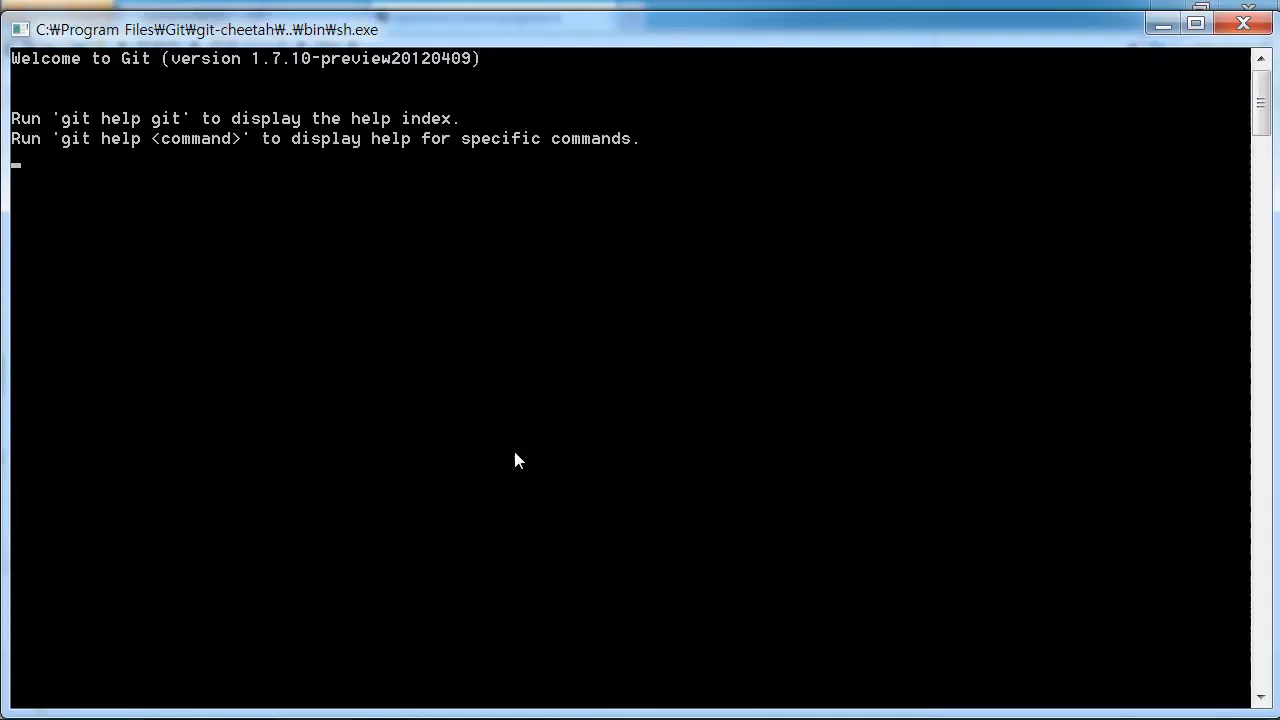 C:₩Program Files₩Git₩git-cheetah₩..₩bin₩sh.exe
Welcome to Git (version 1.7.10-preview20120409)
Run 'git help git' to display the help index.
Run 'git help <command>' to display help for specific commands.